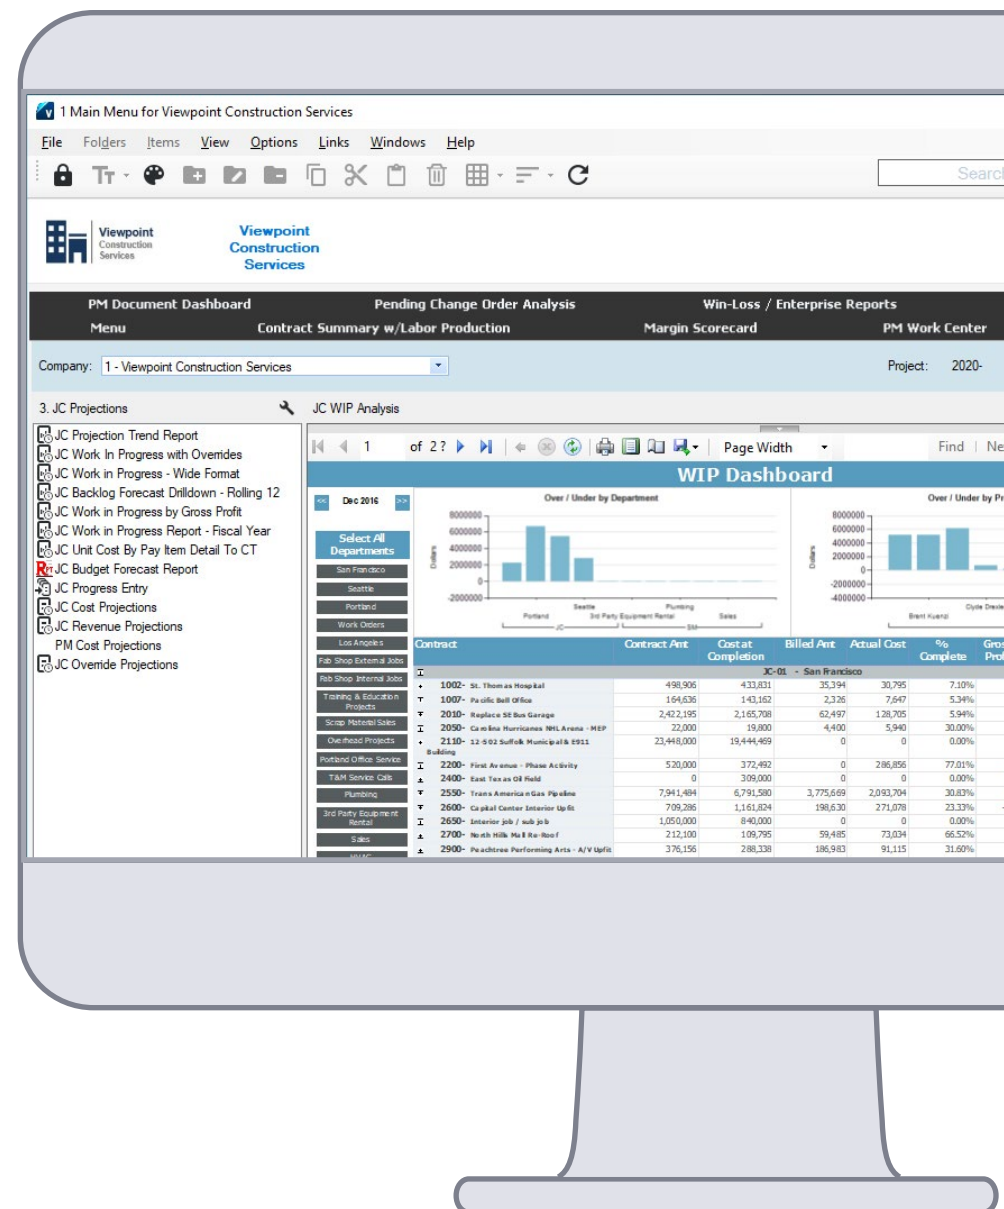 1 Main Menu for Viewpoint Construction Services
File Folders Items View Options Links Windows Help
Search
Viewpoint
Construction
Services
Viewpoint
Construction
Services
PM Document Dashboard Pending Change Order Analysis Win-Loss / Enterprise Reports
Menu Contract Summary w/Labor Production Margin Scorecard PM Work Center
Company: 1 - Viewpoint Construction Services Project: 2020-
3. JC Projections
JC Projection Trend Report
JC Work In Progress with Overides
JC Work in Progress - Wide Format
JC Backlog Forecast Drilldown - Rolling 12
JC Work in Progress by Gross Profit
JC Work in Progress Report - Fiscal Year
JC Unit Cost By Pay Item Detail To CT
JC Budget Forecast Report
JC Progress Entry
JC Cost Projections
JC Revenue Projections
PM Cost Projections
JC Override Projections
JC WIP Analysis
1 of 2 ? Page Width Find | Ne
WIP Dashboard
<< Dec 2016 >>
Select All
Departments
San Francisco
Seattle
Portland
Work Orders
Los Angeles
Fab Shop External Jobs
Fab Shop Internal Jobs
Training & Education
Projects
Scrap Material Sales
Overhead Projects
Portland Office Service
T&M Service Calls
Plumbing
3rd Party Equipment
Rental
Sales
HVAC
Over / Under by Department
Dollars
8000000
6000000
4000000
2000000
0
-2000000
Seattle Plumbing
Portland 3rd Party Equipment Rental Sales
JC SM
Over / Under by Pr
Dollars
8000000
6000000
4000000
2000000
0
-2000000
-4000000
Clyde Drexle
Brent Kuenzi
Contract Contract Amt Cost at Completion Billed Amt Actual Cost % Complete Gros Prof
JC-01 - San Francisco
1002- St. Thomas Hospital 498,906 433,831 35,394 30,795 7.10%
1007- Pacific Bell Office 164,636 143,162 2,326 7,647 5.34%
2010- Replace SE Bus Garage 2,422,195 2,165,708 62,497 128,705 5.94%
2050- Carolina Hurricanes NHL Arena - MEP 22,000 19,800 4,400 5,940 30.00%
2110- 12-502 Suffolk Municipal & E911 23,448,000 19,444,469 0 0 0.00%
Building
2200- First Avenue - Phase Activity 520,000 372,492 0 286,856 77.01%
2400- East Texas Oil Field 0 309,000 0 0 0.00%
2550- Trans American Gas Pipeline 7,941,484 6,791,580 3,775,669 2,093,704 30.83%
2600- Capital Center Interior Upfit 709,286 1,161,824 198,630 271,078 23.33%
2650- Interior job / sub job 1,050,000 840,000 0 0 0.00%
2700- North Hills Mall Re-Roof 212,100 109,795 59,485 73,034 66.52%
2900- Peachtree Performing Arts - A/V Upfit 376,156 288,338 186,983 91,115 31.60%